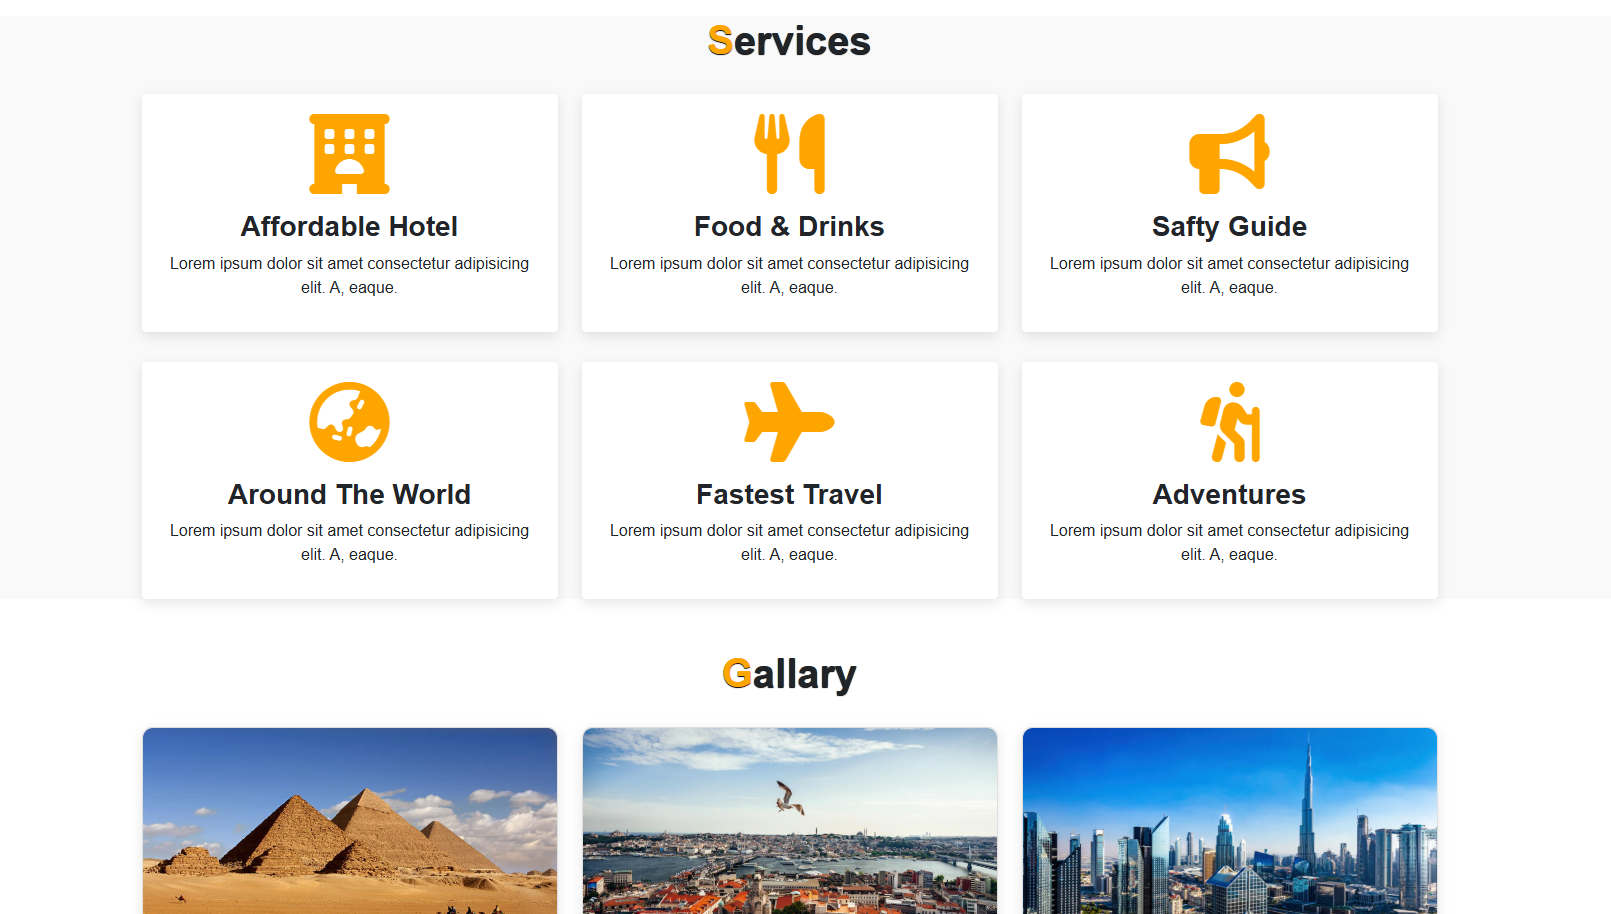 Services
Affordable Hotel
Lorem ipsum dolor sit amet consectetur adipisicing
elit. A, eaque.
Food & Drinks
Lorem ipsum dolor sit amet consectetur adipisicing
elit. A, eaque.
Safty Guide
Lorem ipsum dolor sit amet consectetur adipisicing
elit. A, eaque.
Around The World
Lorem ipsum dolor sit amet consectetur adipisicing
elit. A, eaque.
Fastest Travel
Lorem ipsum dolor sit amet consectetur adipisicing
elit. A, eaque.
Adventures
Lorem ipsum dolor sit amet consectetur adipisicing
elit. A, eaque.
Gallary